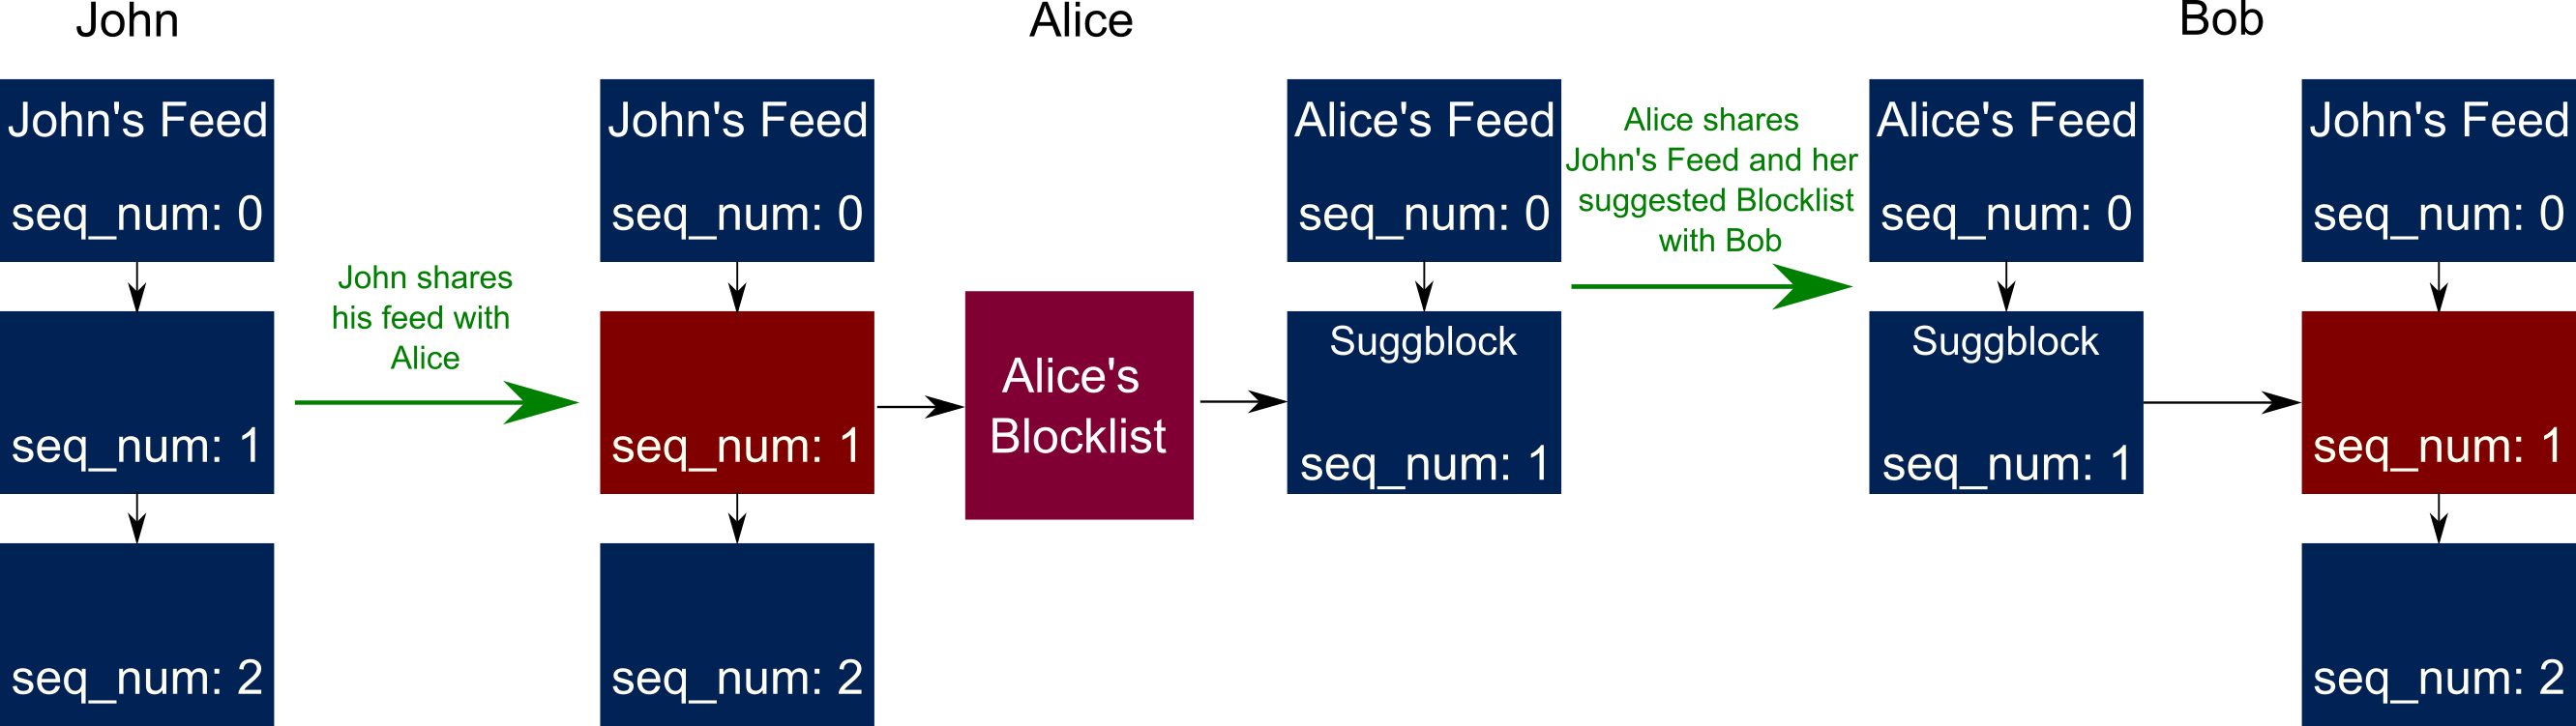 John
Alice
Bob
John's Feed
seq_num: 0
seq_num: 1
seq_num: 2
John shares
his feed with
Alice
John's Feed
seq_num: 0
seq_num: 1
seq_num: 2
Alice's
Blocklist
Alice's Feed
seq_num: 0
Suggblock
seq_num: 1
Alice shares
John's Feed and her
suggested Blocklist
with Bob
Alice's Feed
seq_num: 0
Suggblock
seq_num: 1
John's Feed
seq_num: 0
seq_num: 1
seq_num: 2